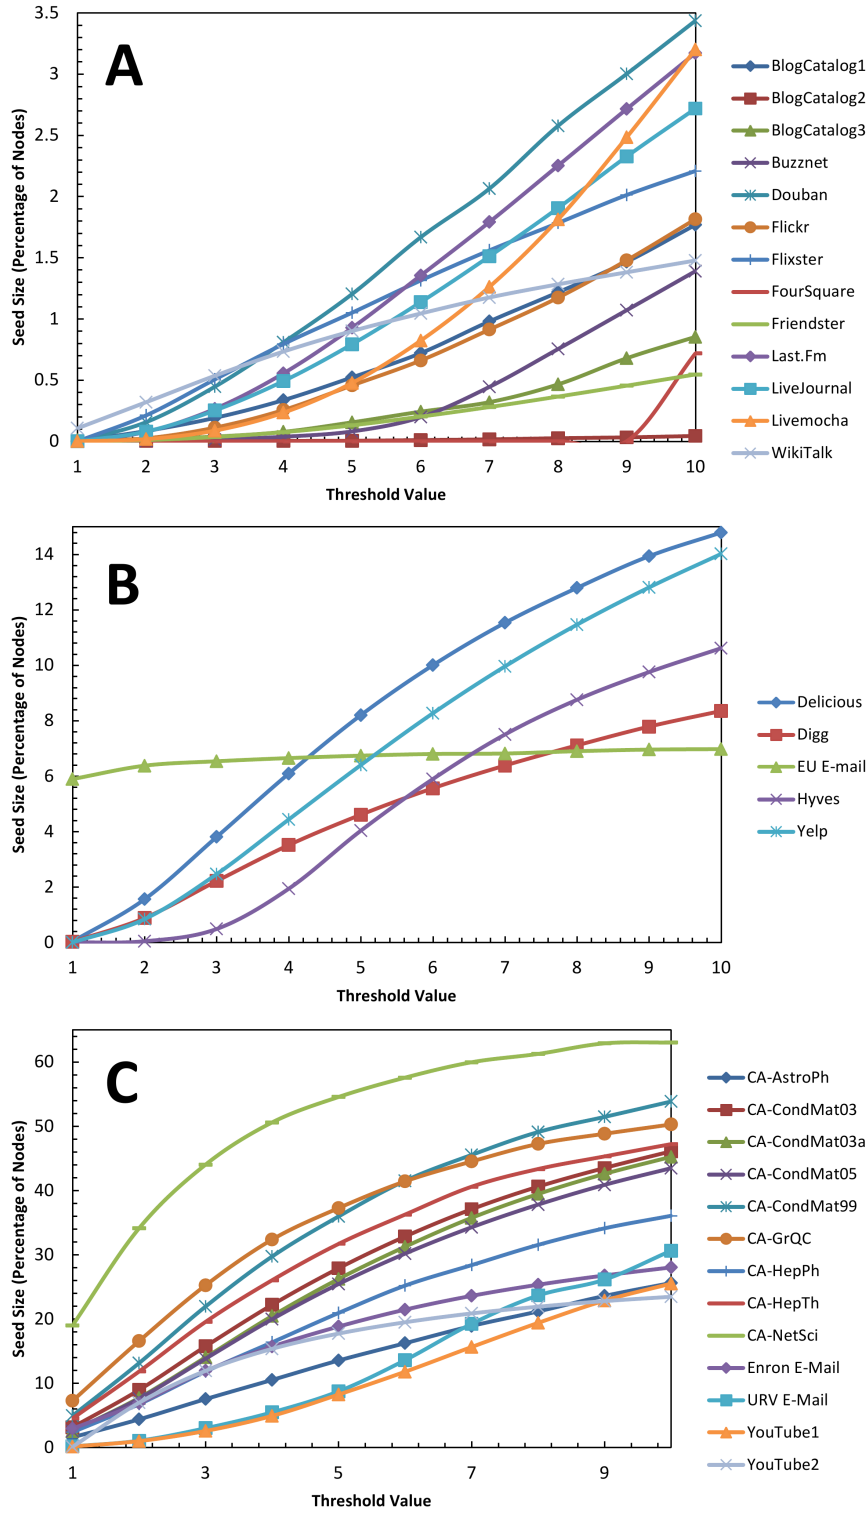 A
Seed Size (Percentage of Nodes)
3.5
3
2.5
2
1.5
1
0.5
0
1 2 3 4 5 6 7 8 9 10
Threshold Value
BlogCatalog1
BlogCatalog2
BlogCatalog3
Buzznet
Douban
Flickr
Flixster
FourSquare
Friendster
Last.Fm
LiveJournal
Livemocha
WikiTalk
B
Seed Size (Percentage of Nodes)
14
12
10
8
6
4
2
0
1 2 3 4 5 6 7 8 9 10
Threshold Value
Delicious
Digg
EU E-mail
Hyves
Yelp
C
Seed Size (Percentage of Nodes)
60
50
40
30
20
10
0
1 3 5 7 9
Threshold Value
CA-AstroPh
CA-CondMat03
CA-CondMat03a
CA-CondMat05
CA-CondMat99
CA-GrQC
CA-HepPh
CA-HepTh
CA-NetSci
Enron E-Mail
URV E-Mail
YouTube1
YouTube2